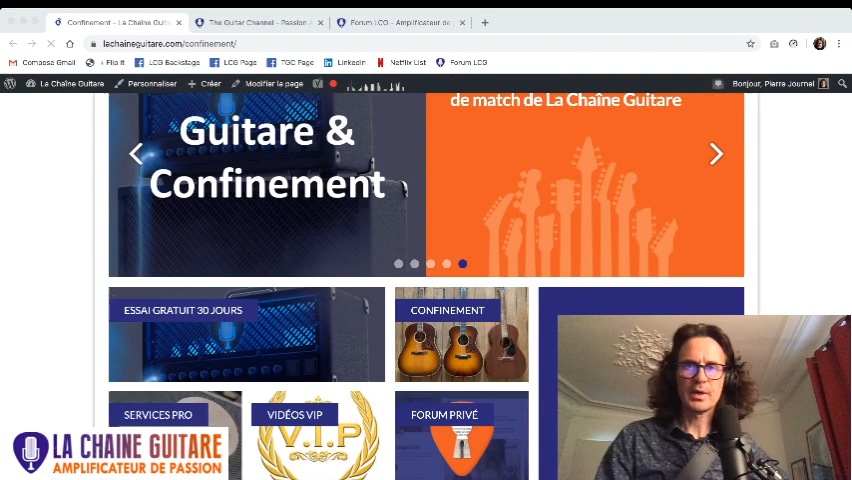 Confinement - La Chaîne Guita
The Guitar Channel - Passion A
Forum LCG - Amplificateur de
lachaineguitare.com/confinement/
Compose Gmail
+ Flip it
LCG Backstage
LCG Page
TGC Page
LinkedIn
Netflix List
Forum LCG
La Chaîne Guitare
Personnaliser
Créer
Modifier la page
Bonjour, Pierre Journel
de match de La Chaîne Guitare
Guitare &
Confinement
ESSAI GRATUIT 30 JOURS
CONFINEMENT
SERVICES PRO
VIDÉOS VIP
FORUM PRIVÉ
V.I.P
LA CHAINE GUITARE
AMPLIFICATEUR DE PASSION